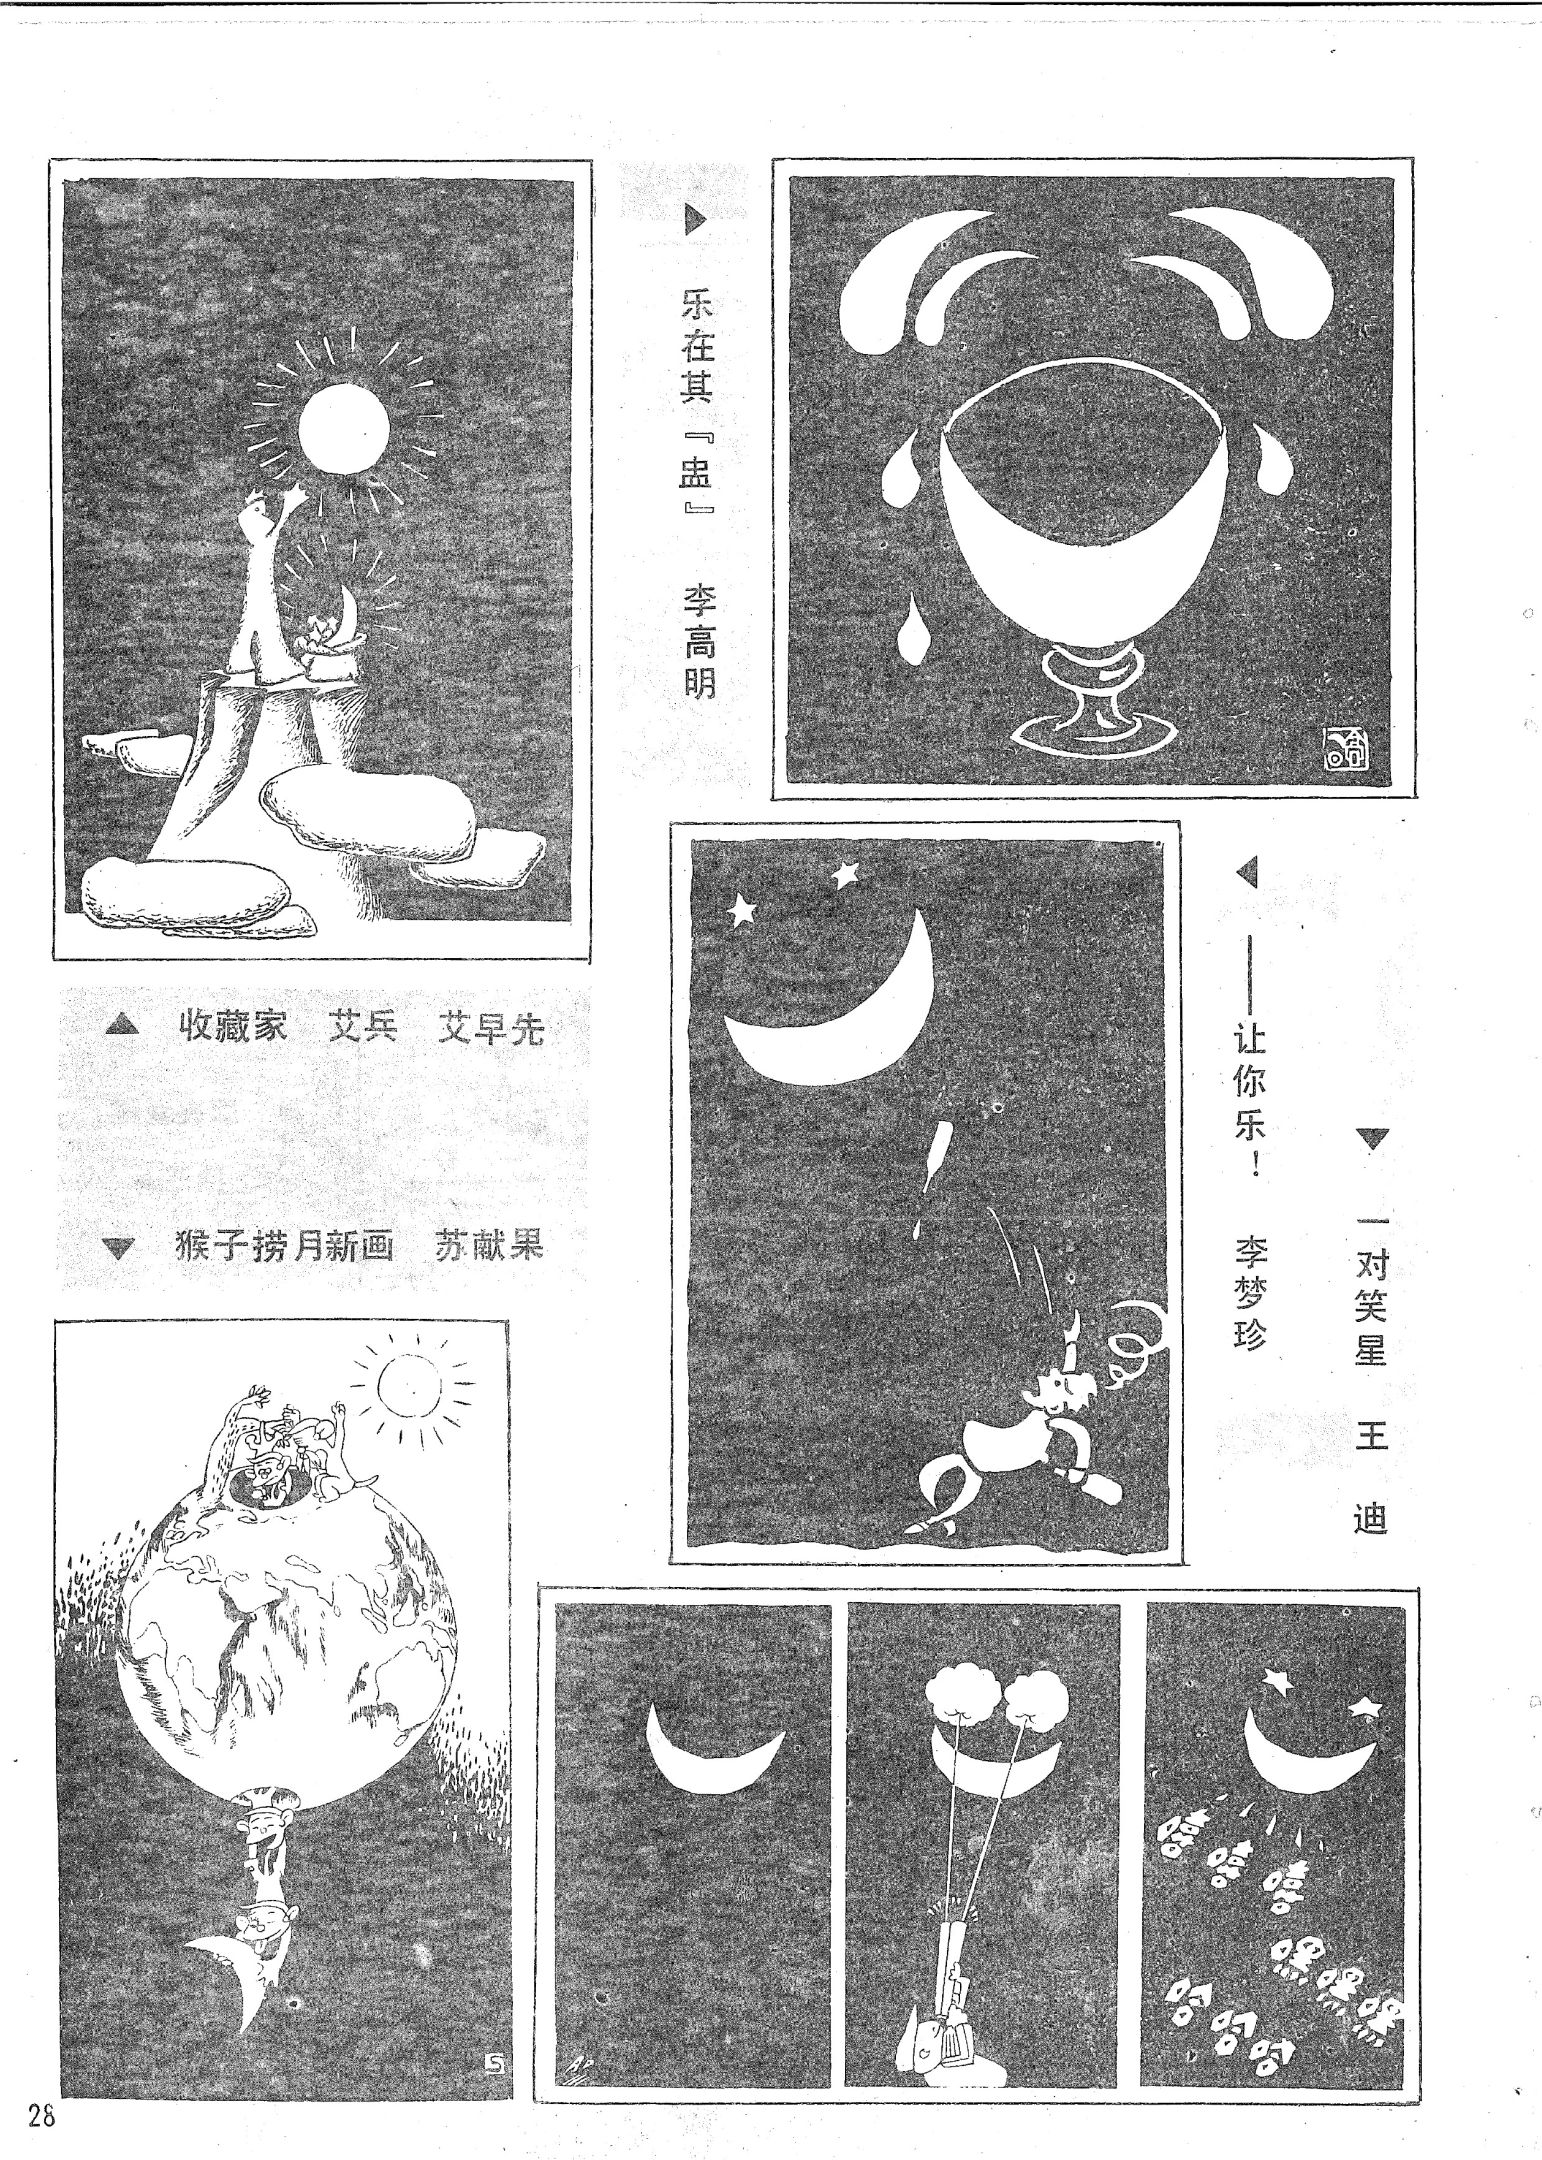 ▶ 乐在其『盅』 李高明
▲ 收藏家 艾兵 艾早先
◀ ——让你乐! 李梦珍
▼ 猴子捞月新画 苏献果
▼ 一对笑星 王迪
嘻嘻嘻
嘿嘿嘿
哈哈哈
S
28